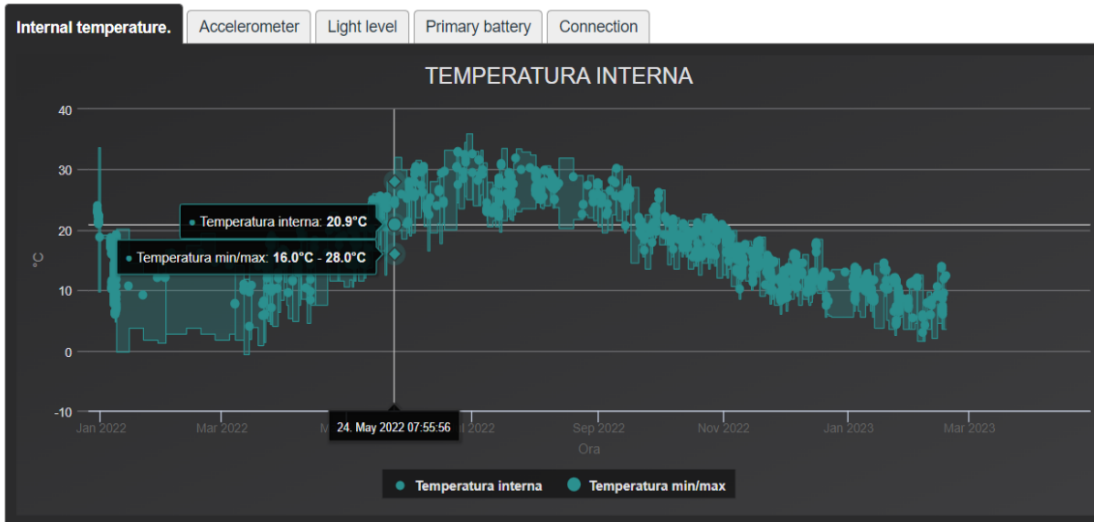 Internal temperature.
Accelerometer
Light level
Primary battery
Connection
TEMPERATURA INTERNA
40
30
20
10
0
-10
°C
Temperatura interna: 20.9°C
Temperatura min/max: 16.0°C - 28.0°C
24. May 2022 07:55:56
Jan 2022
Mar 2022
2022
Sep 2022
Nov 2022
Jan 2023
Mar 2023
Ora
Temperatura interna
Temperatura min/max